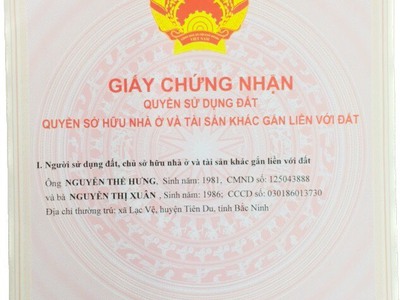 GIẤY CHỨNG NHẬN
QUYỀN SỬ DỤNG ĐẤT
QUYỀN SỞ HỮU NHÀ Ở VÀ TÀI SẢN KHÁC GẮN LIỀN VỚI ĐẤT
I. Người sử dụng đất, chủ sở hữu nhà ở và tài sản khác gắn liền với đất
Ông NGUYỄN THẾ HƯNG, Sinh năm: 1981, CMND số: 125043888
và bà NGUYỄN THỊ XUÂN, Sinh năm: 1986; CCCD số: 030186013730
Địa chỉ thường trú: xã Lạc Vệ, huyện Tiên Du, tỉnh Bắc Ninh